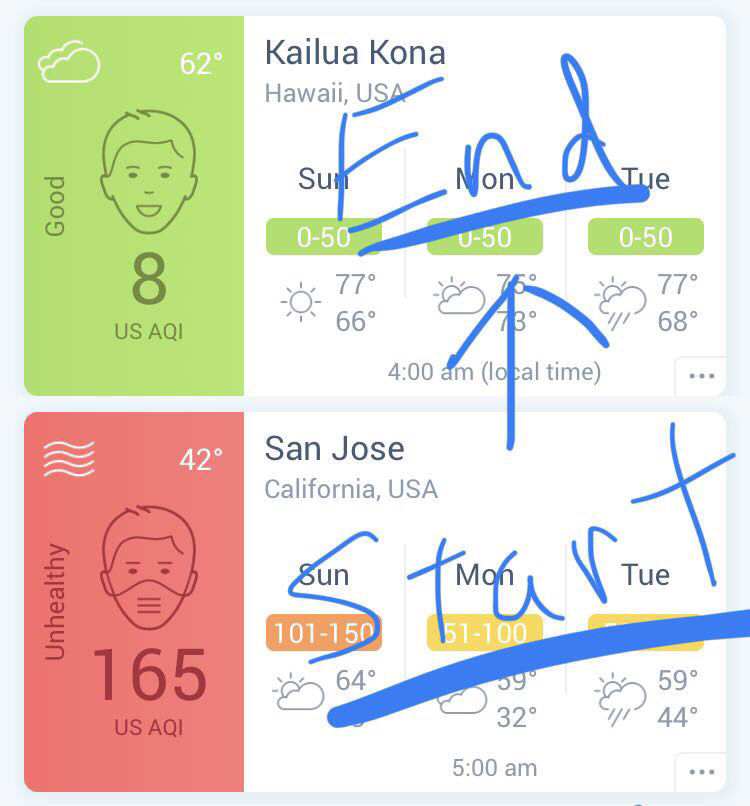 62°
Kailua Kona
Hawaii, USA
End
Good
Sun Mon Tue
0-50 0-50 0-50
8
77° 75° 77°
66° 73° 68°
US AQI
4:00 am (local time)
42°
San Jose
California, USA
Start
Unhealthy
Sun Mon Tue
101-150 51-100
165
64° 59° 59°
32° 44°
US AQI
5:00 am